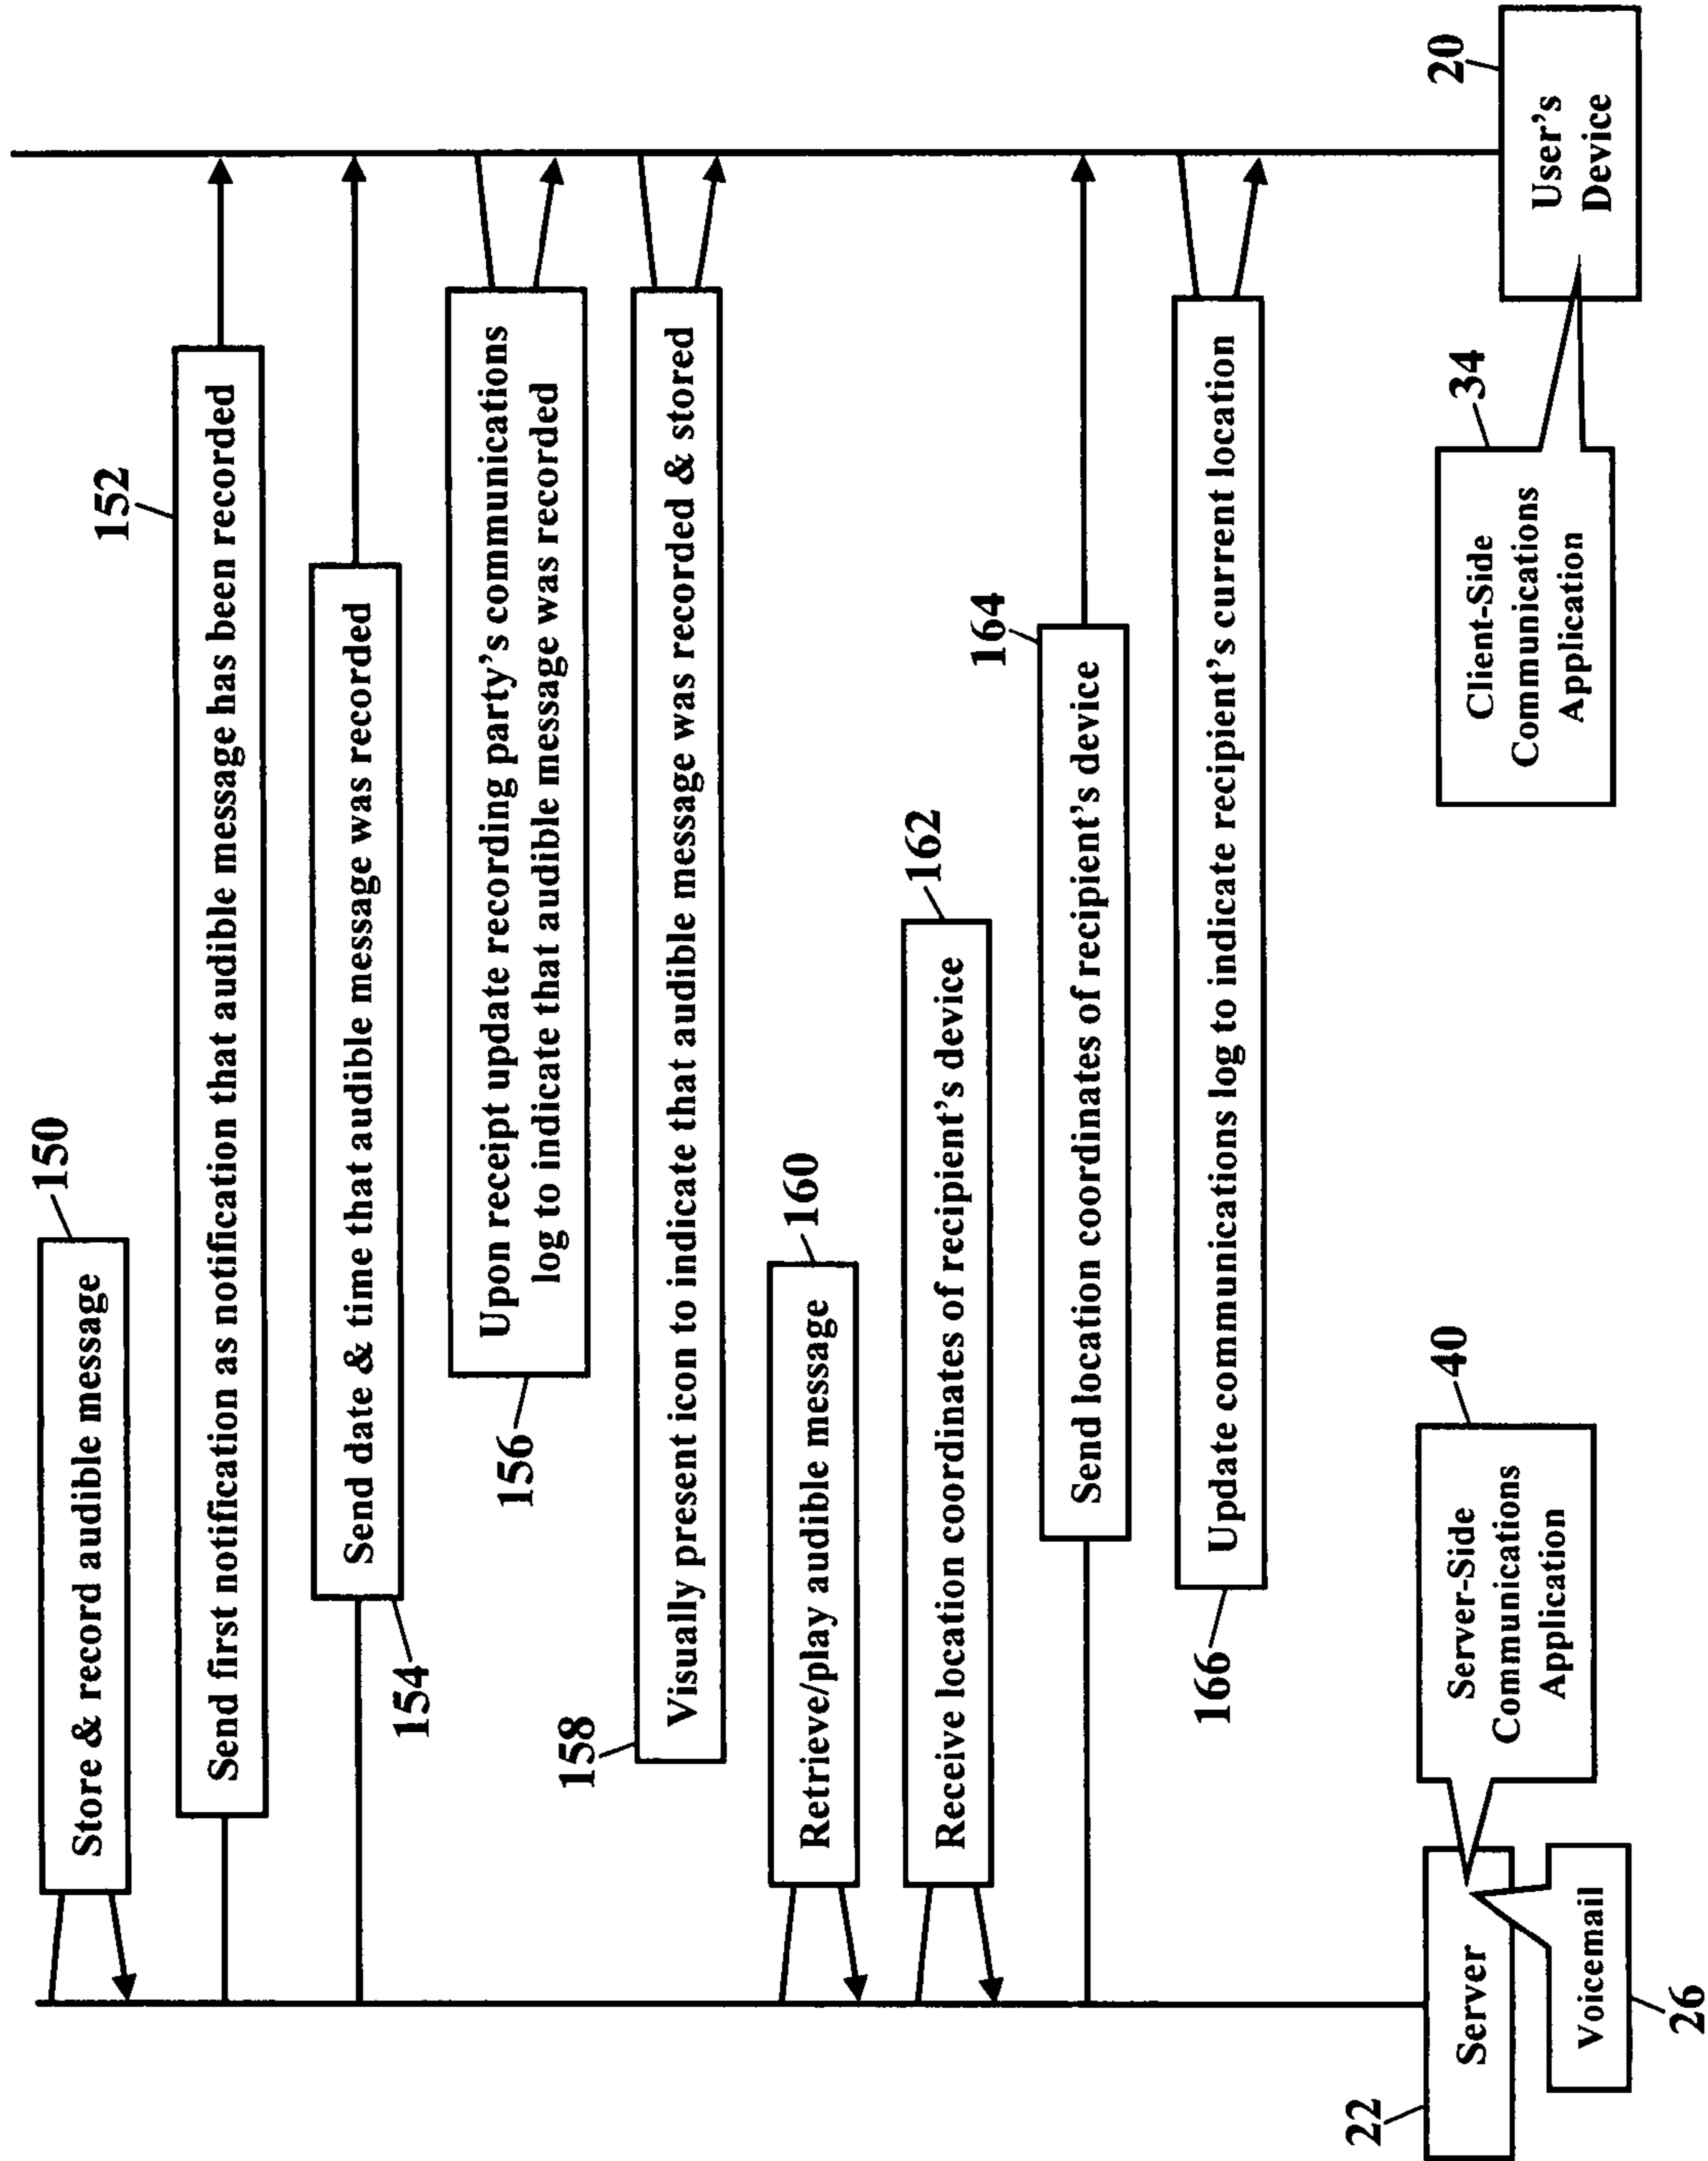 150
Store & record audible message
152
Send first notification as notification that audible message has been recorded
154
Send date & time that audible message was recorded
156
Upon receipt update recording party's communications
log to indicate that audible message was recorded
158
Visually present icon to indicate that audible message was recorded & stored
160
Retrieve/play audible message
162
Receive location coordinates of recipient's device
164
Send location coordinates of recipient's device
166
Update communications log to indicate recipient's current location
22
Server
40
Server-Side
Communications
Application
26
Voicemail
34
Client-Side
Communications
Application
20
User's
Device